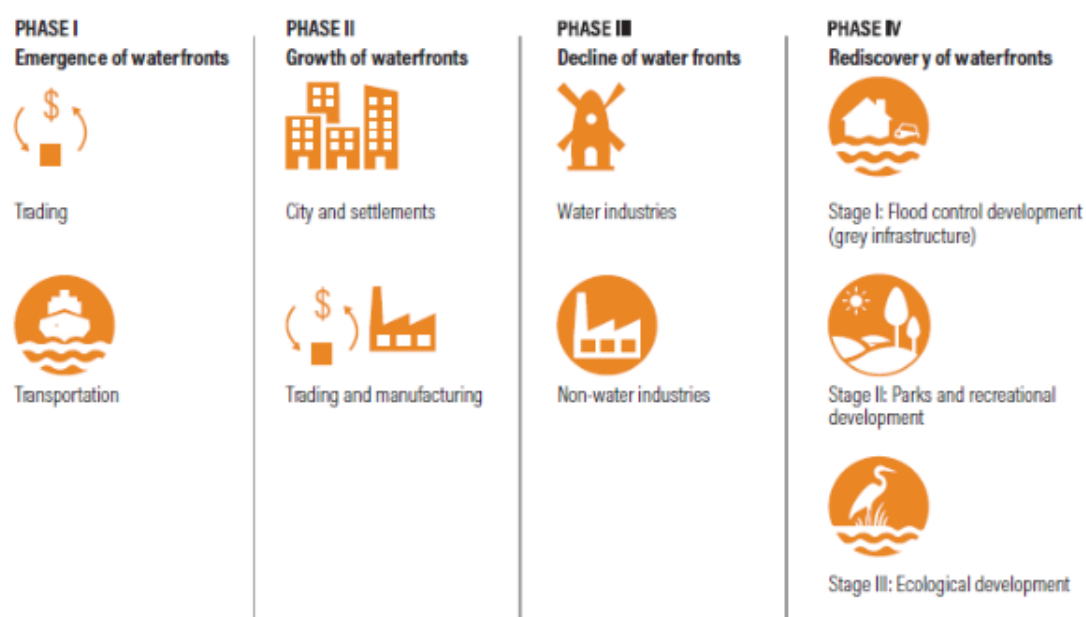 PHASE I
Emergence of waterfronts
$
Trading
Transportation
PHASE II
Growth of waterfronts
City and settlements
$
Trading and manufacturing
PHASE III
Decline of water fronts
Water industries
Non-water industries
PHASE IV
Rediscovery of waterfronts
Stage I: Flood control development
(grey infrastructure)
Stage II: Parks and recreational
development
Stage III: Ecological development